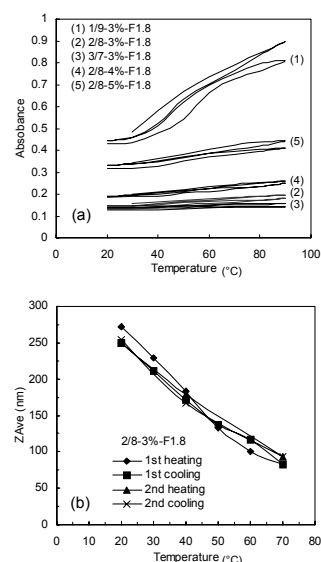 (1) 1/9-3%-F1.8
(2) 2/8-3%-F1.8
(3) 3/7-3%-F1.8
(4) 2/8-4%-F1.8
(5) 2/8-5%-F1.8
1
0.9
0.8
0.7
0.6
0.5
0.4
0.3
0.2
0.1
0
Absobance
(1)
(5)
(4)
(2)
(3)
(a)
0 20 40 60 80 100
Temperature (°C)
300
250
200
150
100
50
0
ZAve (nm)
2/8-3%-F1.8
1st heating
1st cooling
2nd heating
2nd cooling
(b)
0 10 20 30 40 50 60 70 80
Temperature (°C)